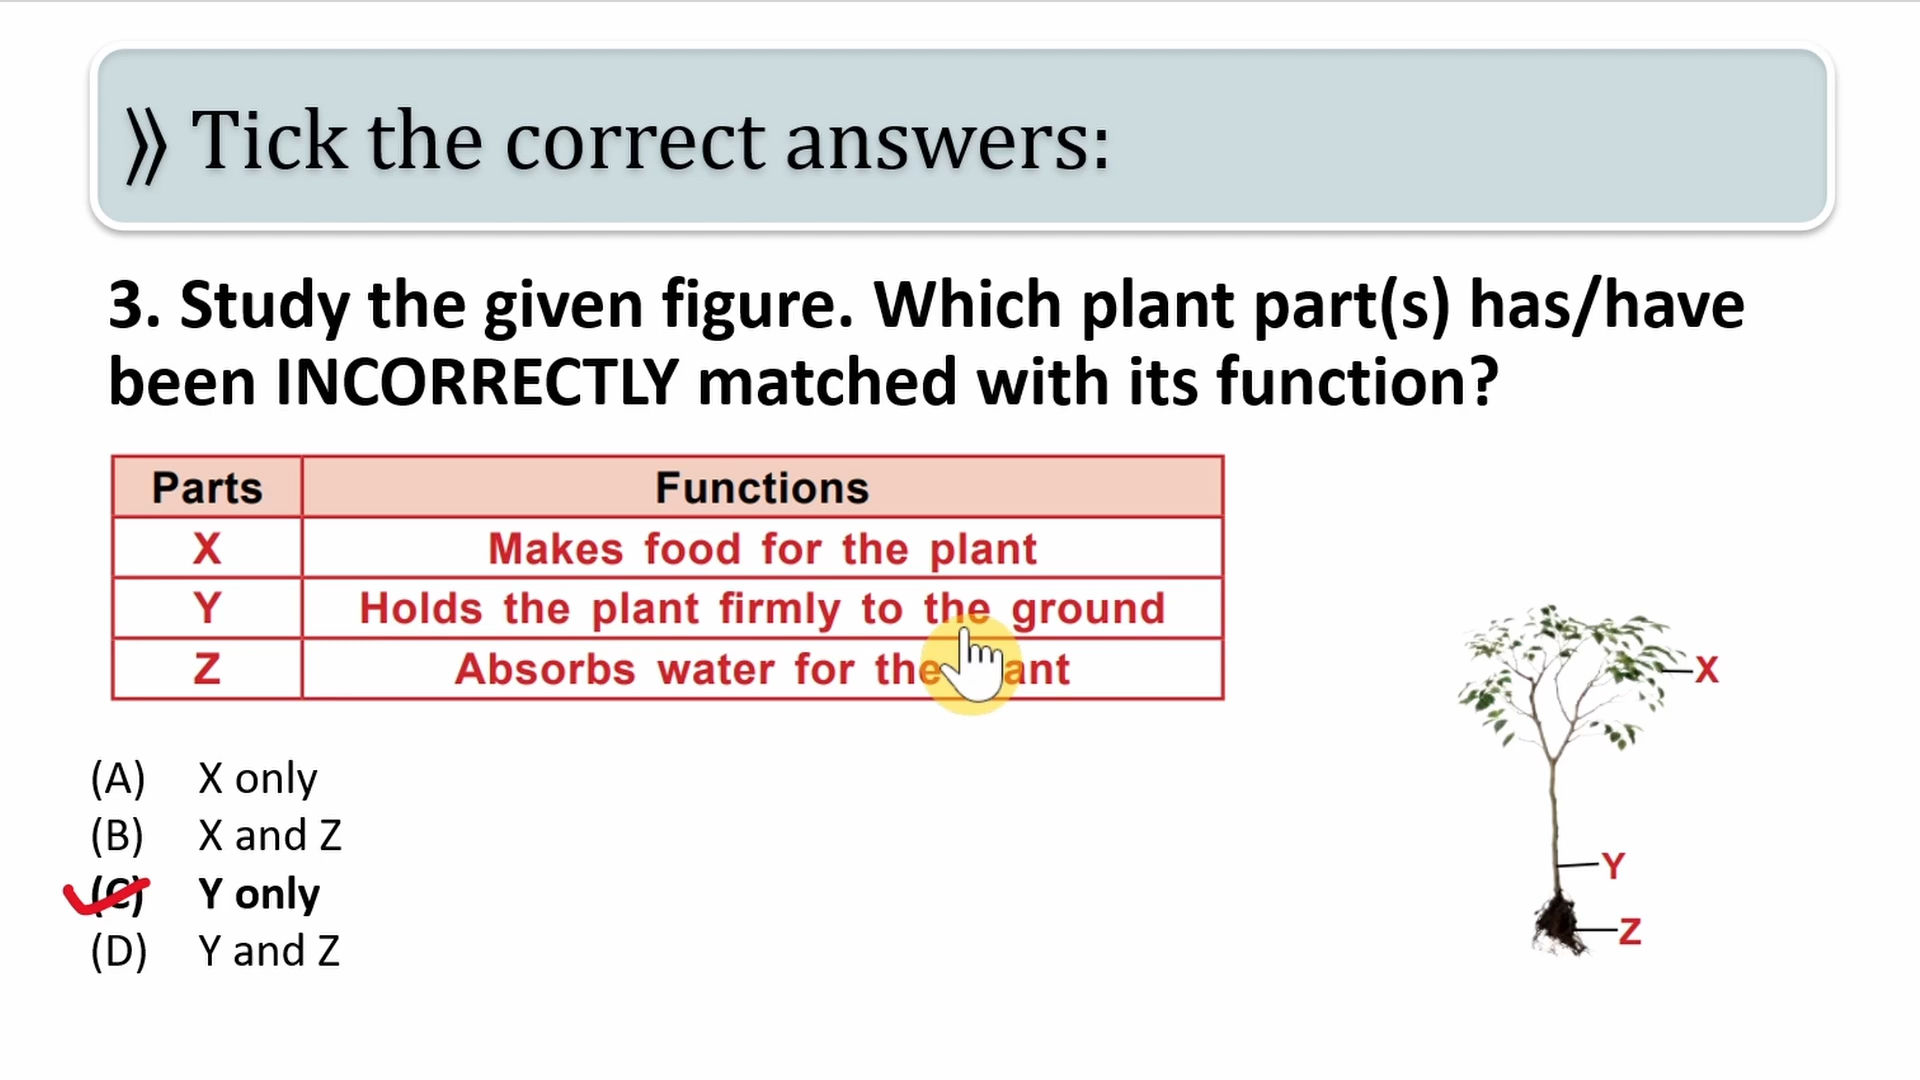 ⟫ Tick the correct answers:
3. Study the given figure. Which plant part(s) has/have
been INCORRECTLY matched with its function?
Parts Functions
X Makes food for the plant
Y Holds the plant firmly to the ground
Z Absorbs water for the
(A) X only
(B) X and Z
(C) Y only
(D) Y and Z
X
Y
Z